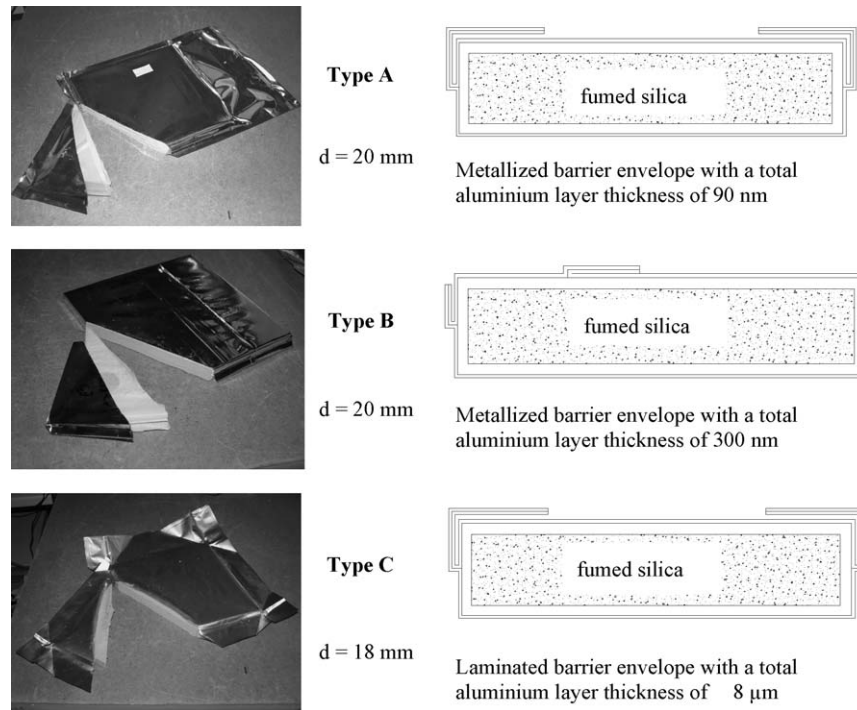 Type A
d = 20 mm
fumed silica
Metallized barrier envelope with a total
aluminium layer thickness of 90 nm
Type B
d = 20 mm
fumed silica
Metallized barrier envelope with a total
aluminium layer thickness of 300 nm
Type C
d = 18 mm
fumed silica
Laminated barrier envelope with a total
aluminium layer thickness of 8 µm